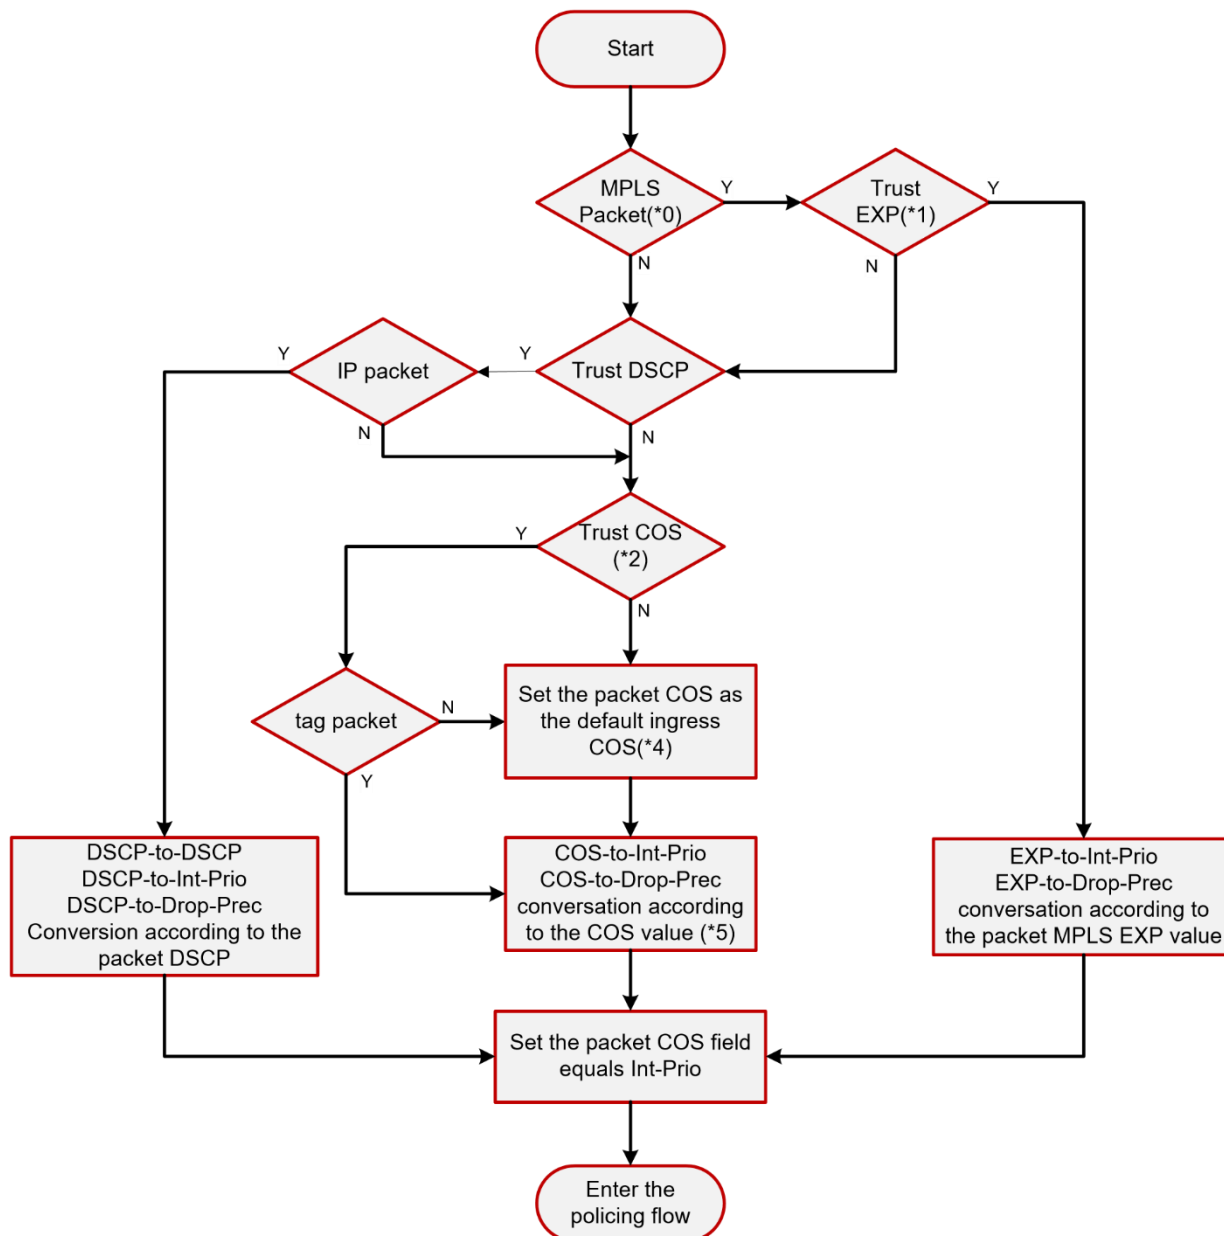 Start
MPLS
Packet(*0)
Y
Trust
EXP(*1)
Y
N
N
Y
IP packet
Y
Trust DSCP
N
N
Y
Trust COS
(*2)
N
tag packet
N
Y
Set the packet COS as
the default ingress
COS(*4)
DSCP-to-DSCP
DSCP-to-Int-Prio
DSCP-to-Drop-Prec
Conversion according to the
packet DSCP
COS-to-Int-Prio
COS-to-Drop-Prec
conversation according
to the COS value (*5)
EXP-to-Int-Prio
EXP-to-Drop-Prec
conversation according to
the packet MPLS EXP value
Set the packet COS field
equals Int-Prio
Enter the
policing flow